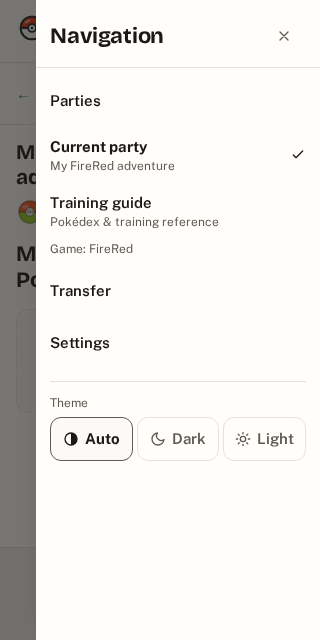 Navigation
Parties
Current party
My FireRed adventure
Training guide
Pokédex & training reference
Game: FireRed
Transfer
Settings
Theme
Auto
Dark
Light